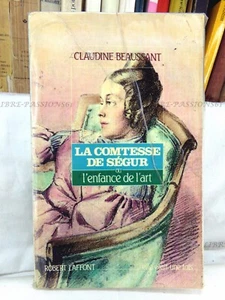 CLAUDINE BEAUSSANT
LA COMTESSE
DE SÉGUR
ou
l'enfance de l'art
ROBERT LAFFONT